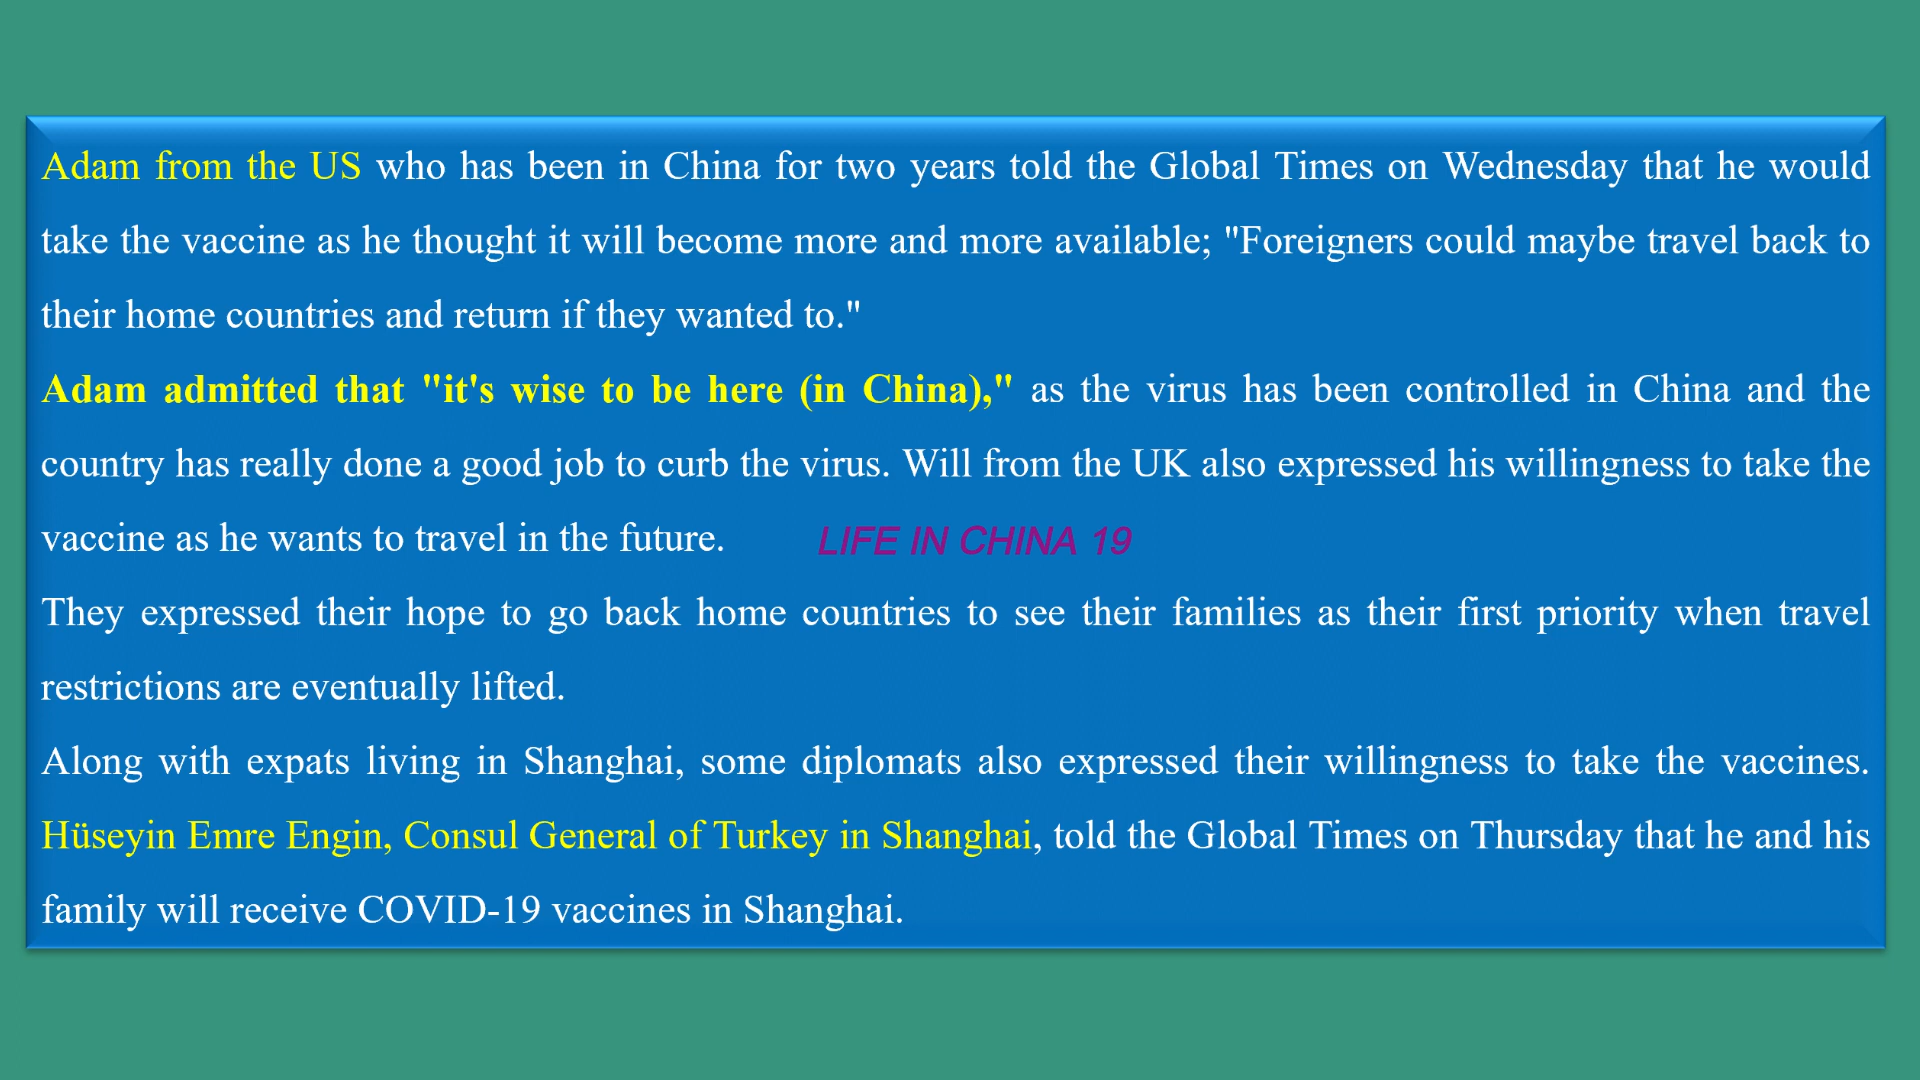 Adam from the US who has been in China for two years told the Global Times on Wednesday that he would
take the vaccine as he thought it will become more and more available; "Foreigners could maybe travel back to
their home countries and return if they wanted to."
Adam admitted that "it's wise to be here (in China)," as the virus has been controlled in China and the
country has really done a good job to curb the virus. Will from the UK also expressed his willingness to take the
vaccine as he wants to travel in the future.
LIFE IN CHINA 19
They expressed their hope to go back home countries to see their families as their first priority when travel
restrictions are eventually lifted.
Along with expats living in Shanghai, some diplomats also expressed their willingness to take the vaccines.
Hüseyin Emre Engin, Consul General of Turkey in Shanghai, told the Global Times on Thursday that he and his
family will receive COVID-19 vaccines in Shanghai.